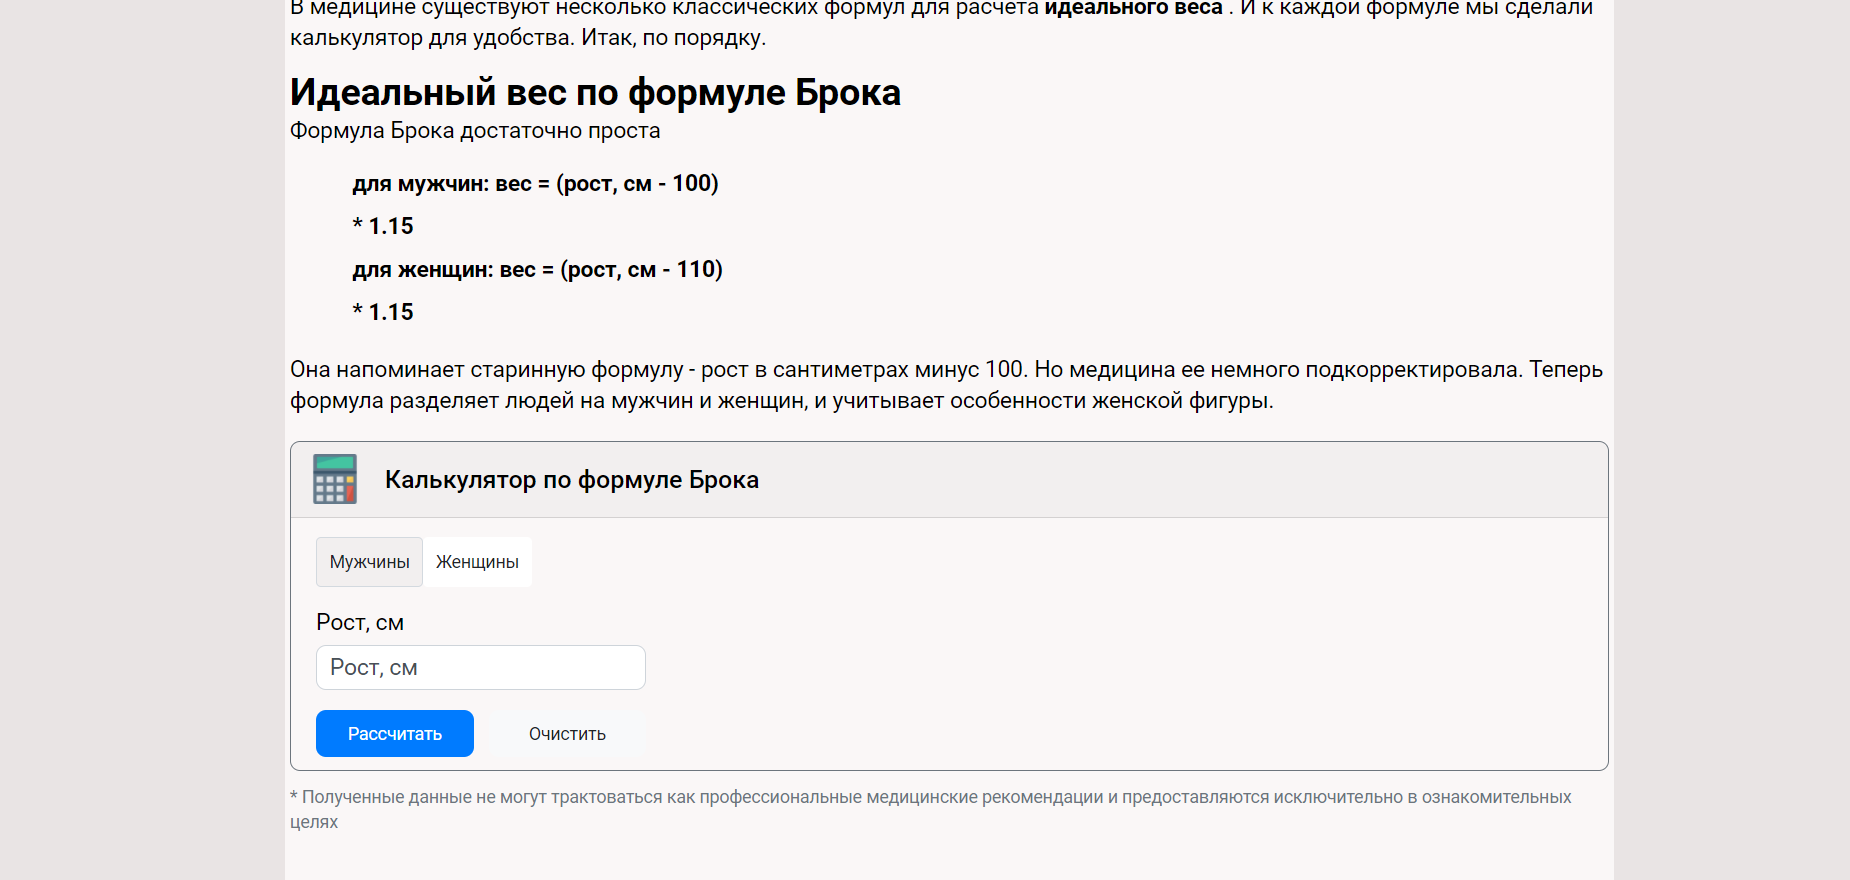 В медицине существуют несколько классических формул для расчета идеального веса . И к каждой формуле мы сделали
калькулятор для удобства. Итак, по порядку.
Идеальный вес по формуле Брока
Формула Брока достаточно проста
для мужчин: вес = (рост, см - 100)
* 1.15
для женщин: вес = (рост, см - 110)
* 1.15
Она напоминает старинную формулу - рост в сантиметрах минус 100. Но медицина ее немного подкорректировала. Теперь
формула разделяет людей на мужчин и женщин, и учитывает особенности женской фигуры.
Калькулятор по формуле Брока
Мужчины Женщины
Рост, см
Рост, см
Рассчитать Очистить
* Полученные данные не могут трактоваться как профессиональные медицинские рекомендации и предоставляются исключительно в ознакомительных
целях